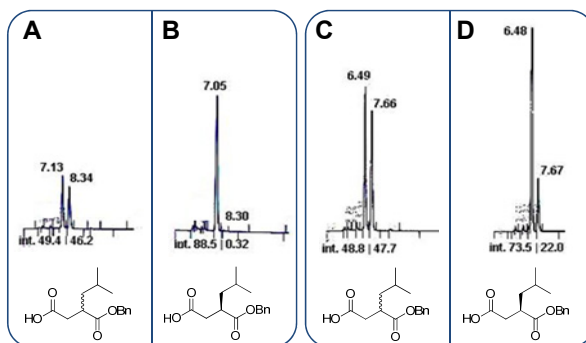 A
7.13
8.34
int. 49.4 | 46.2
O
HO
OBn
O
B
7.05
8.30
int. 88.5 | 0.32
O
HO
OBn
O
C
6.49
7.66
int. 48.8 | 47.7
O
HO
OBn
O
D
6.48
7.67
int. 73.5 | 22.0
O
HO
OBn
O